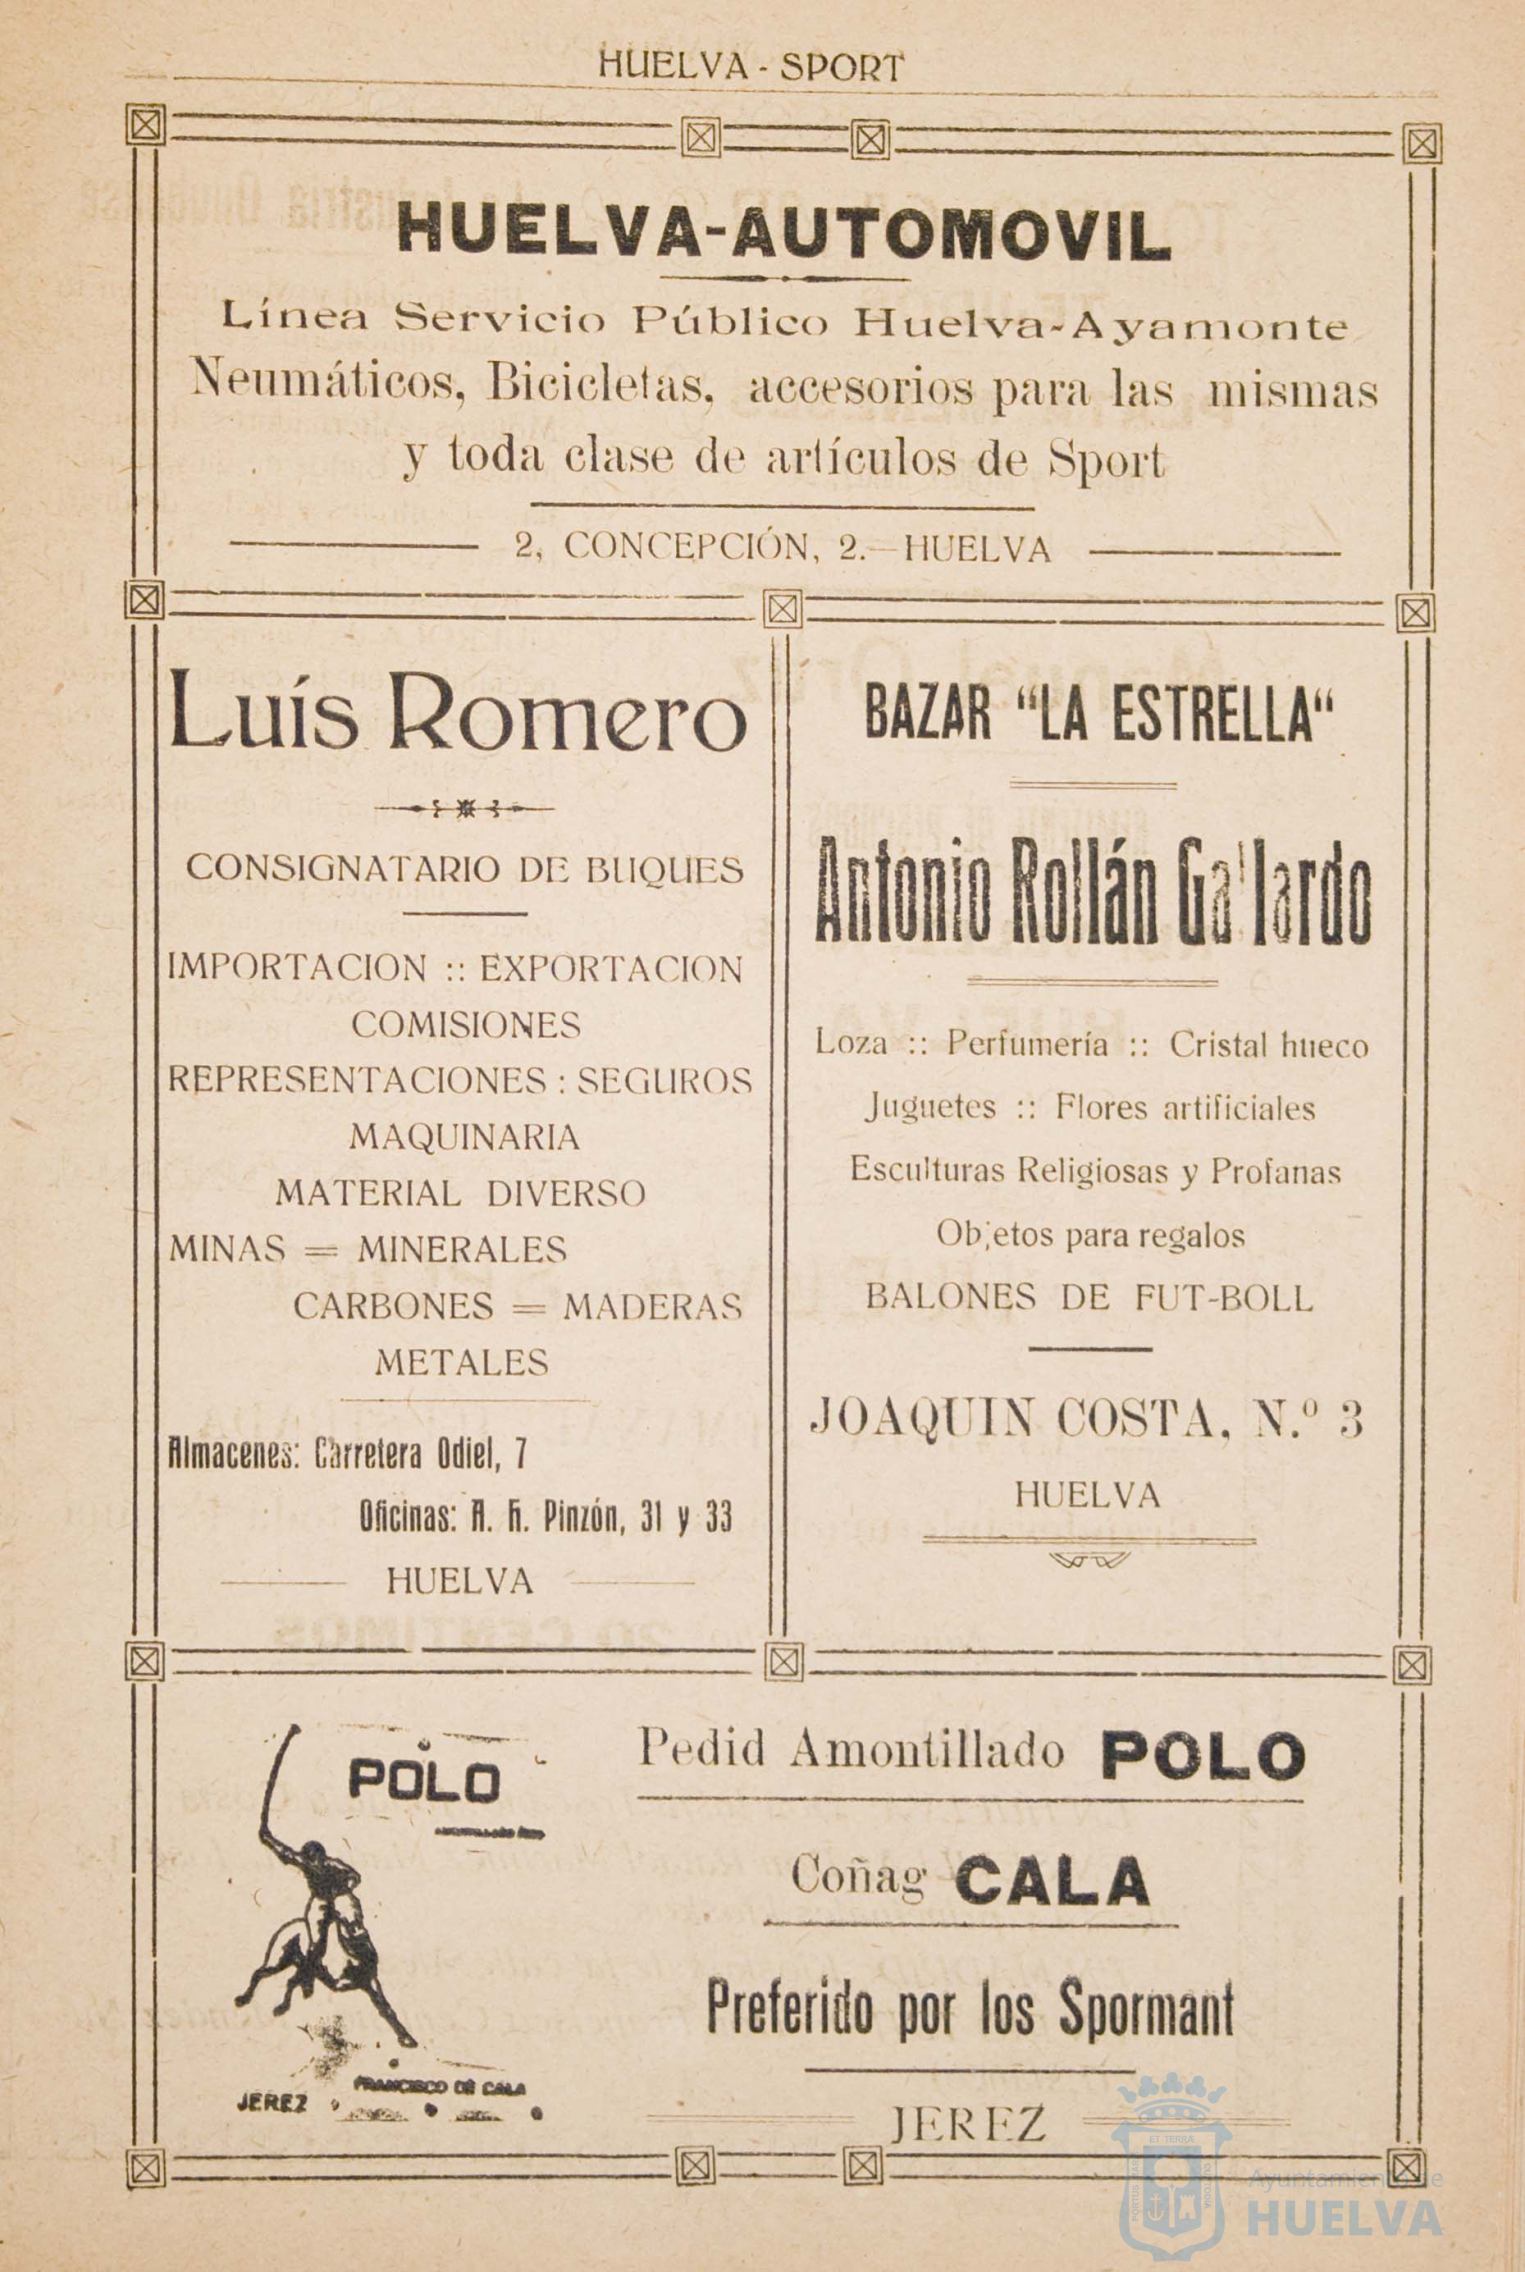 HUELVA - SPORT
HUELVA-AUTOMOVIL
Línea Servicio Público Huelva-Ayamonte
Neumáticos, Bicicletas, accesorios para las mismas
y toda clase de artículos de Sport
2, CONCEPCIÓN, 2.—HUELVA
Luís Romero
CONSIGNATARIO DE BUQUES
IMPORTACION :: EXPORTACION
COMISIONES
REPRESENTACIONES : SEGUROS
MAQUINARIA
MATERIAL DIVERSO
MINAS = MINERALES
CARBONES = MADERAS
METALES
Almacenes: Carretera Odiel, 7
Oficinas: A. H. Pinzón, 31 y 33
HUELVA
BAZAR “LA ESTRELLA“
Antonio Rollán Gallardo
Loza :: Perfumería :: Cristal hueco
Juguetes :: Flores artificiales
Esculturas Religiosas y Profanas
Objetos para regalos
BALONES DE FUT-BOLL
JOAQUIN COSTA, N.º 3
HUELVA
POLO
FRANCISCO DE CALA
JEREZ
Pedid Amontillado POLO
Coñag CALA
Preferido por los Spormant
JEREZ
Ayuntamiento de
HUELVA